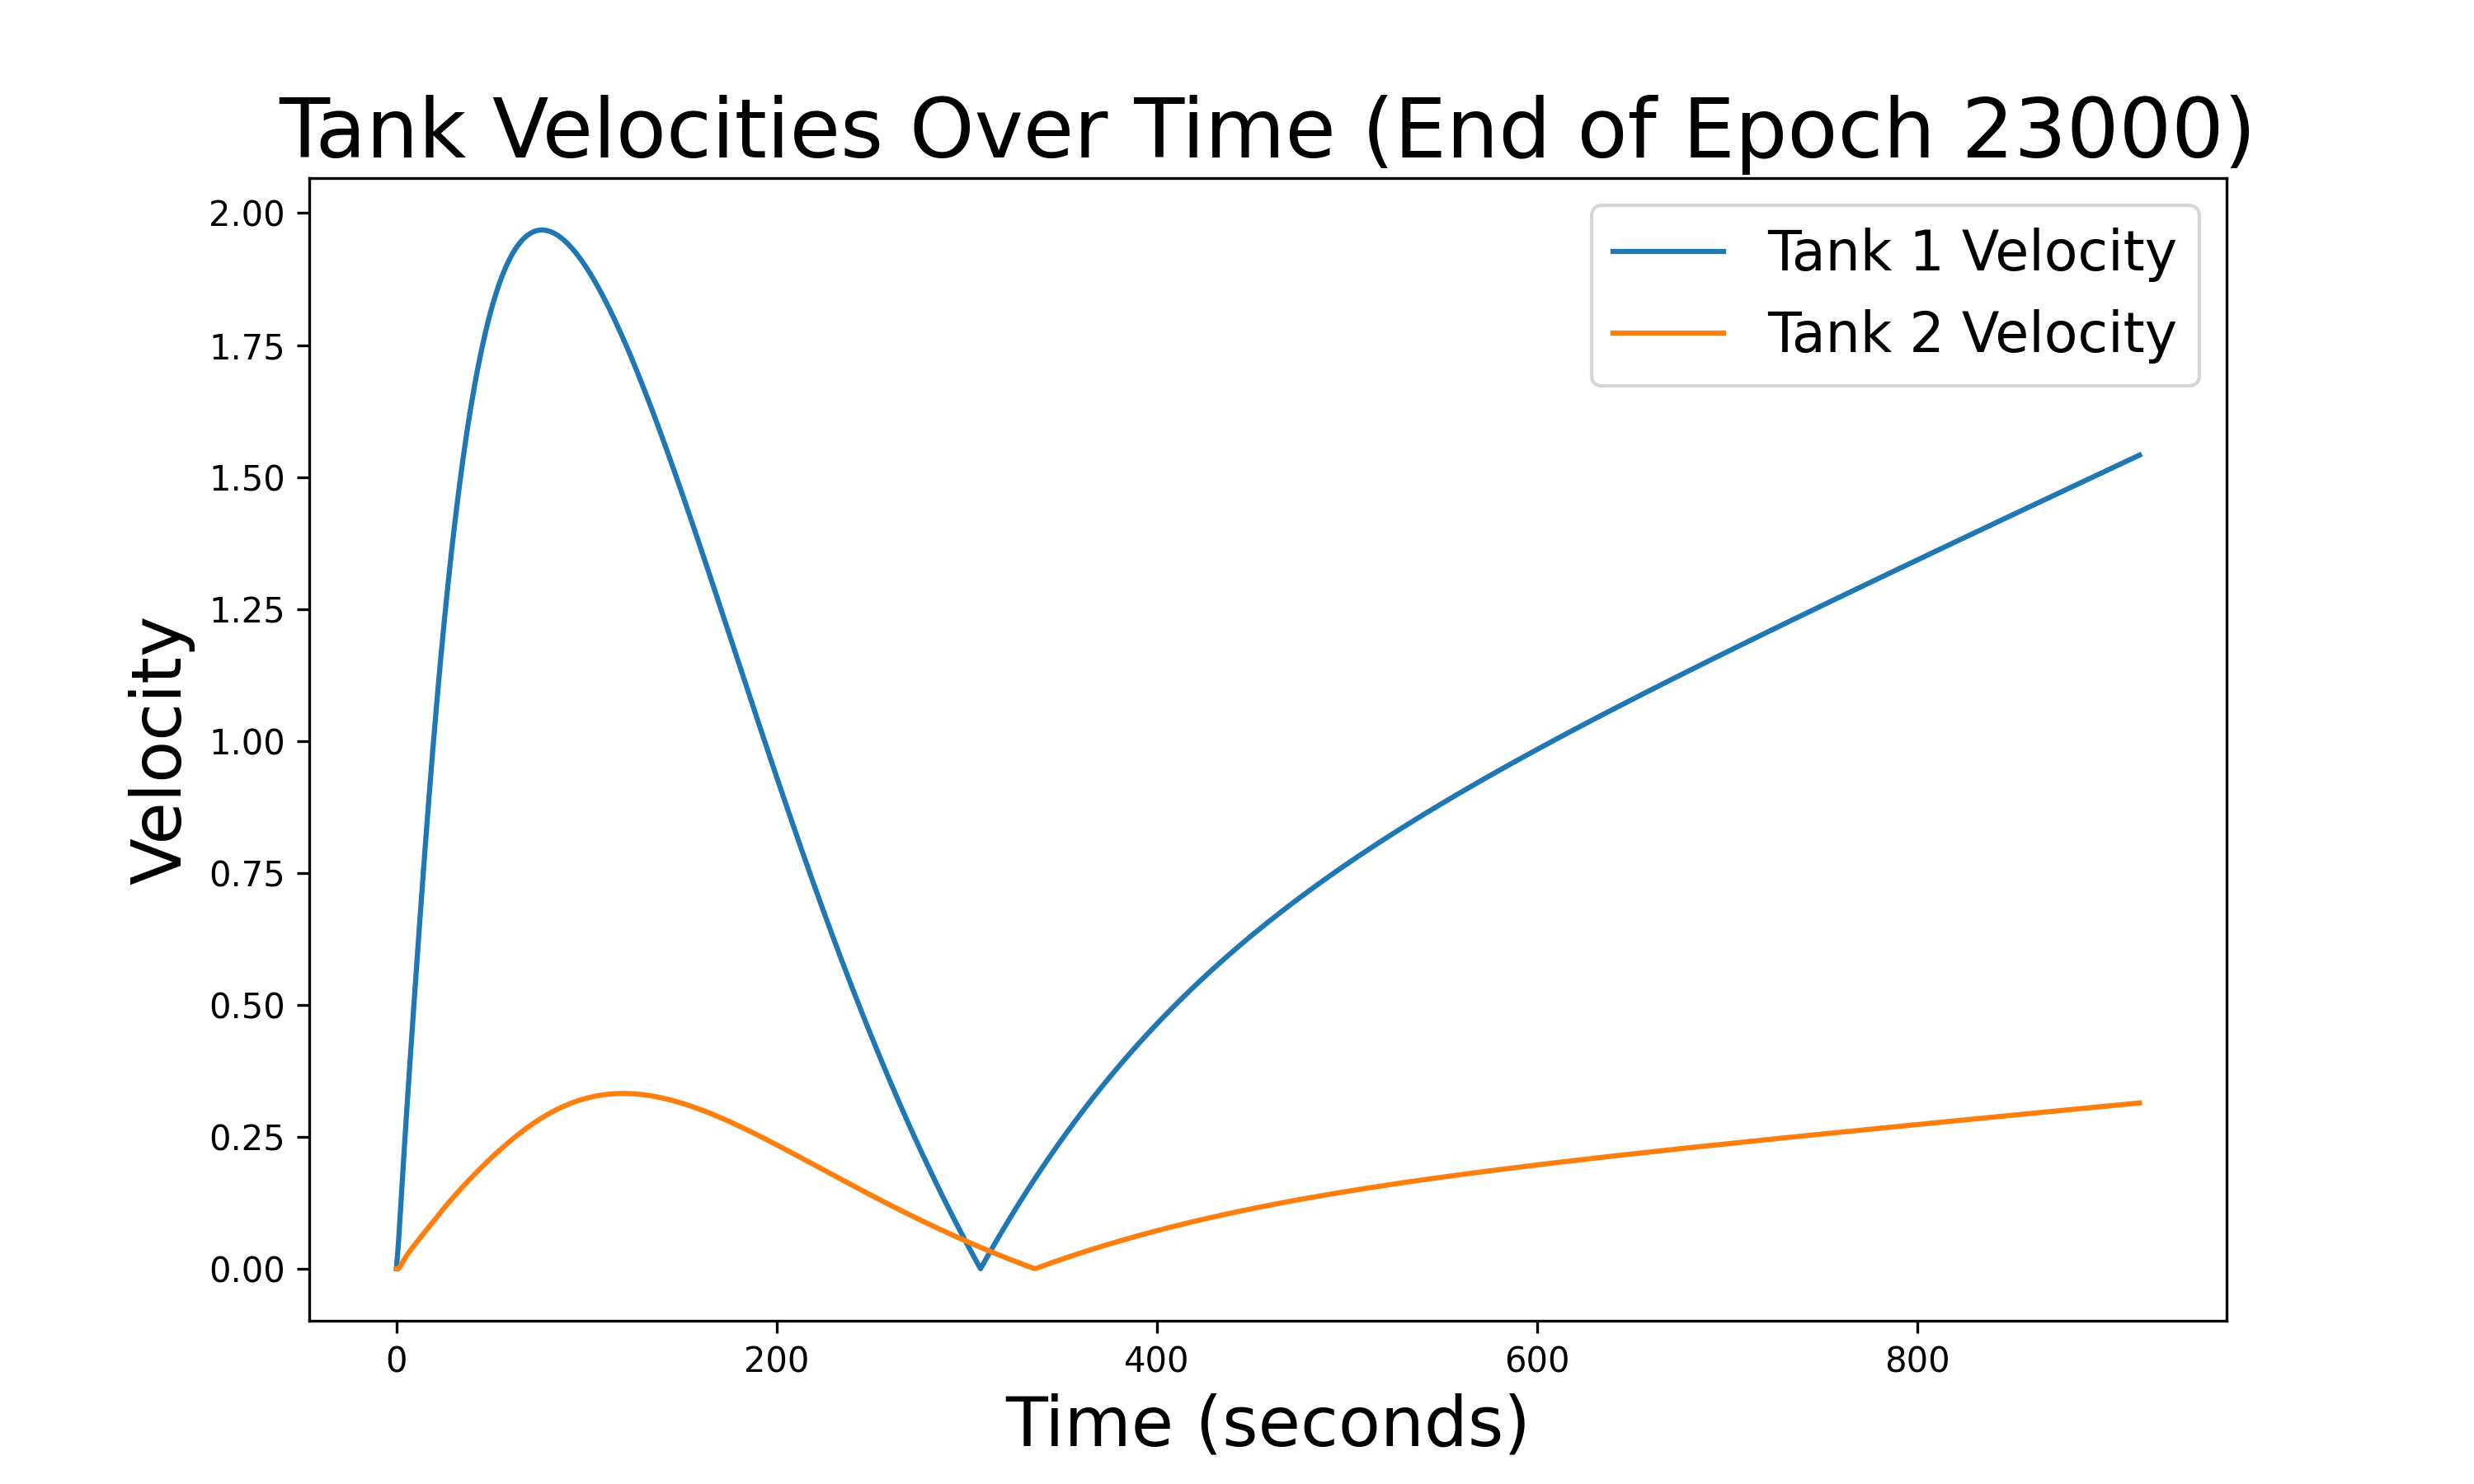 Tank Velocities Over Time (End of Epoch 23000)
Tank 1 Velocity
Tank 2 Velocity
Velocity
2.00
1.75
1.50
1.25
1.00
0.75
0.50
0.25
0.00
0 200 400 600 800
Time (seconds)